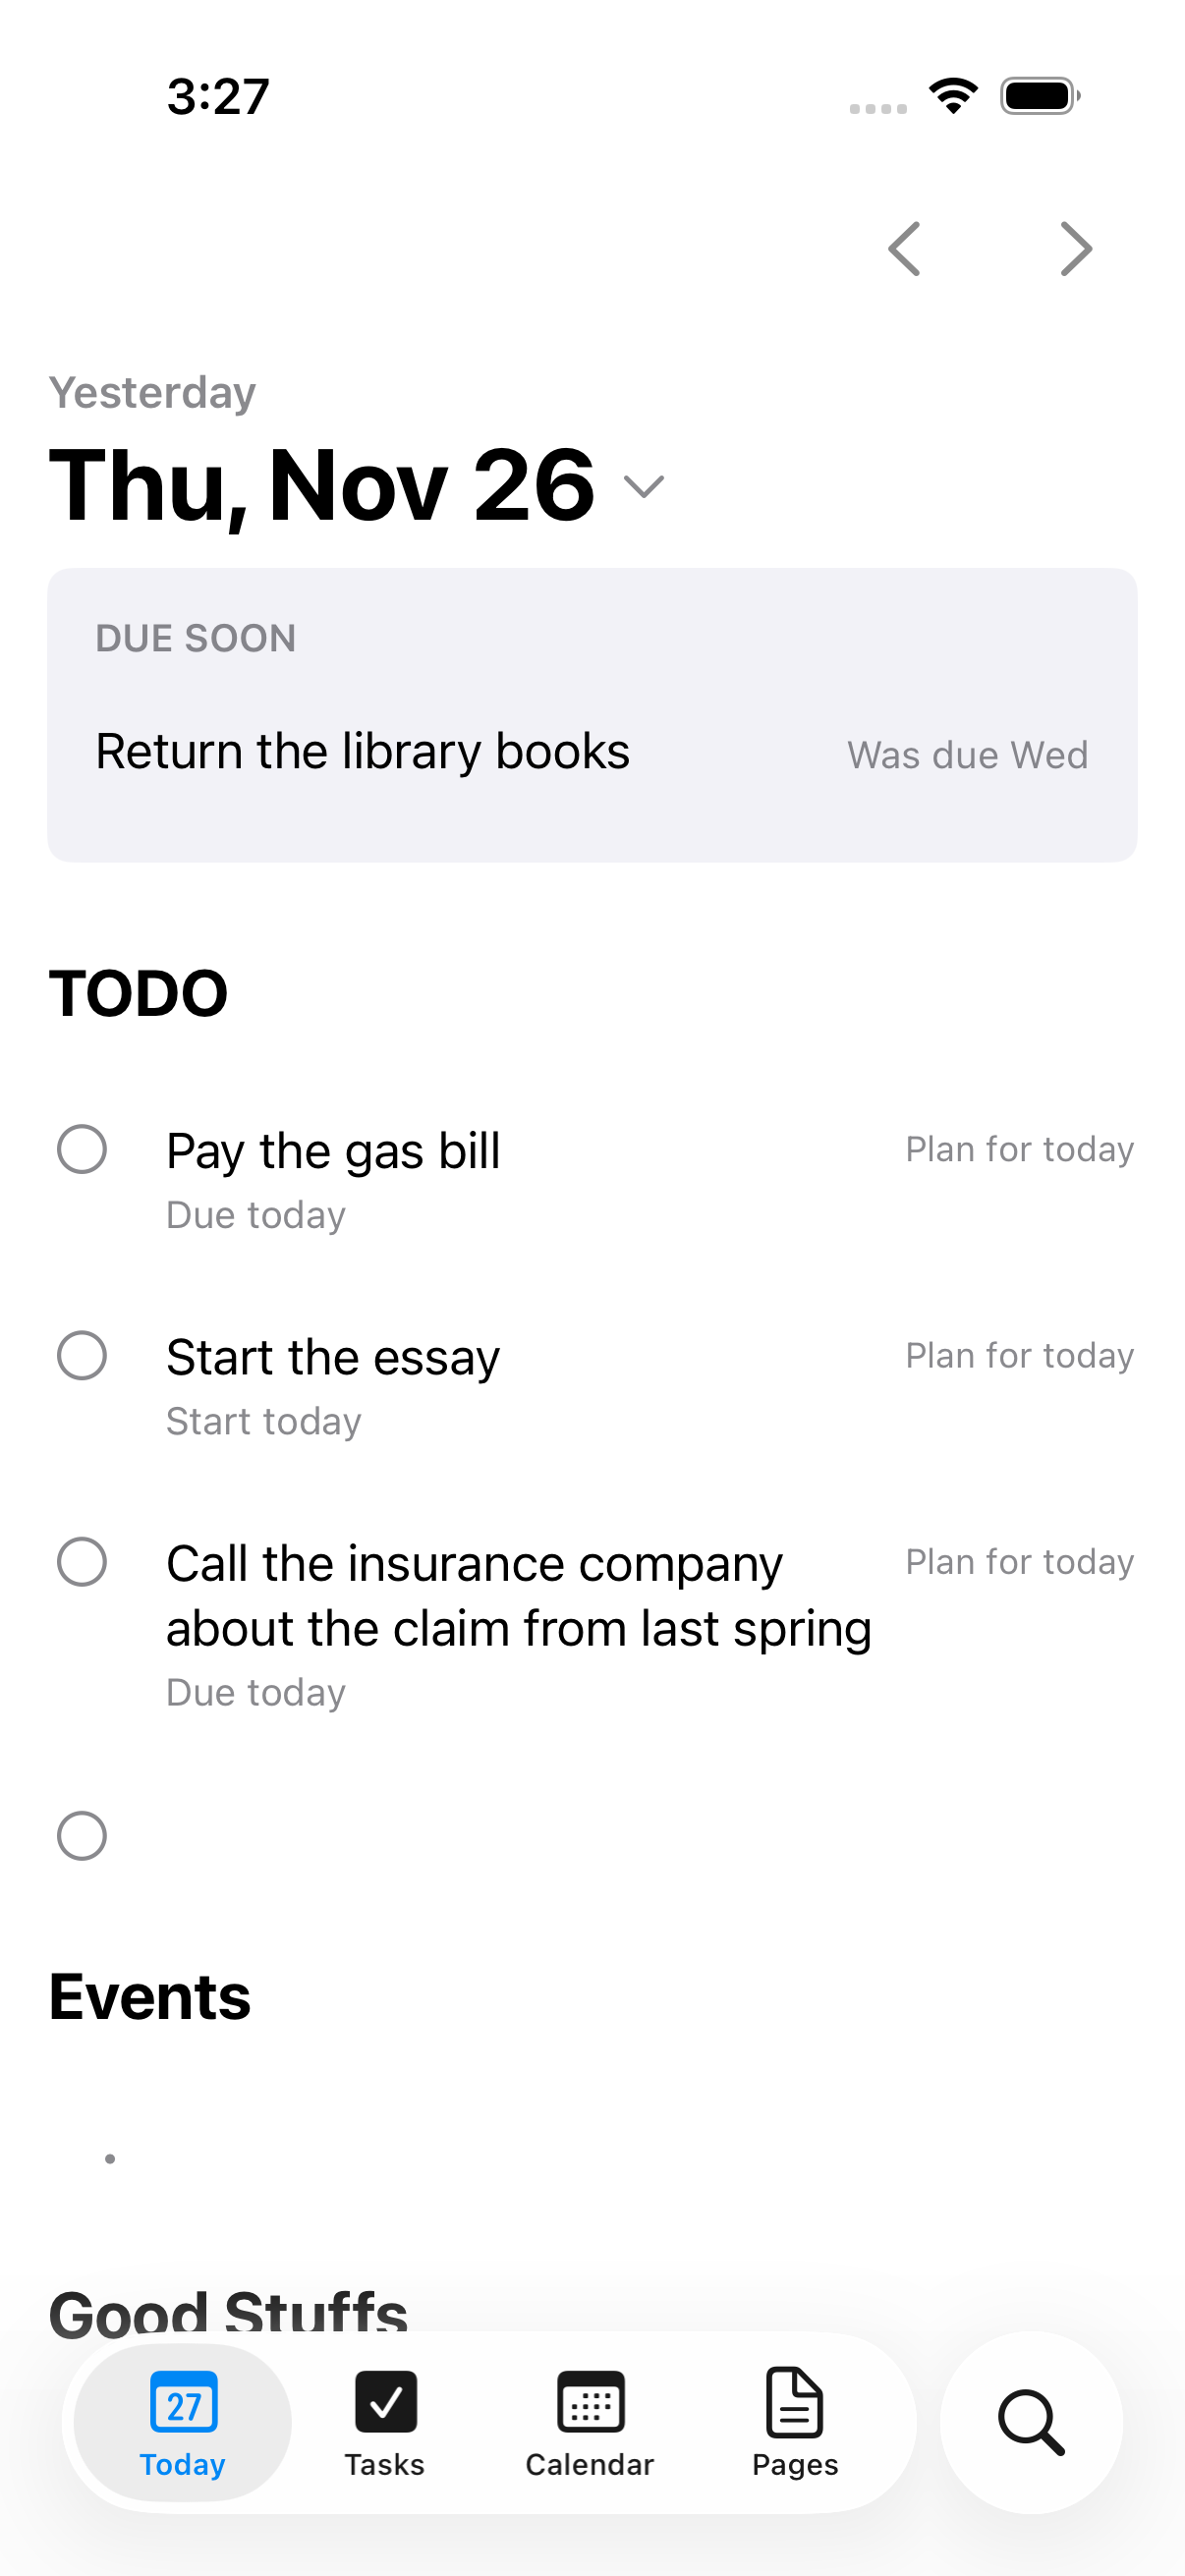 3:27
Yesterday
Thu, Nov 26
DUE SOON
Return the library books
Was due Wed
TODO
Pay the gas bill
Plan for today
Due today
Start the essay
Plan for today
Start today
Call the insurance company
Plan for today
about the claim from last spring
Due today
Events
Good Stuffs
27
Today
Tasks
Calendar
Pages